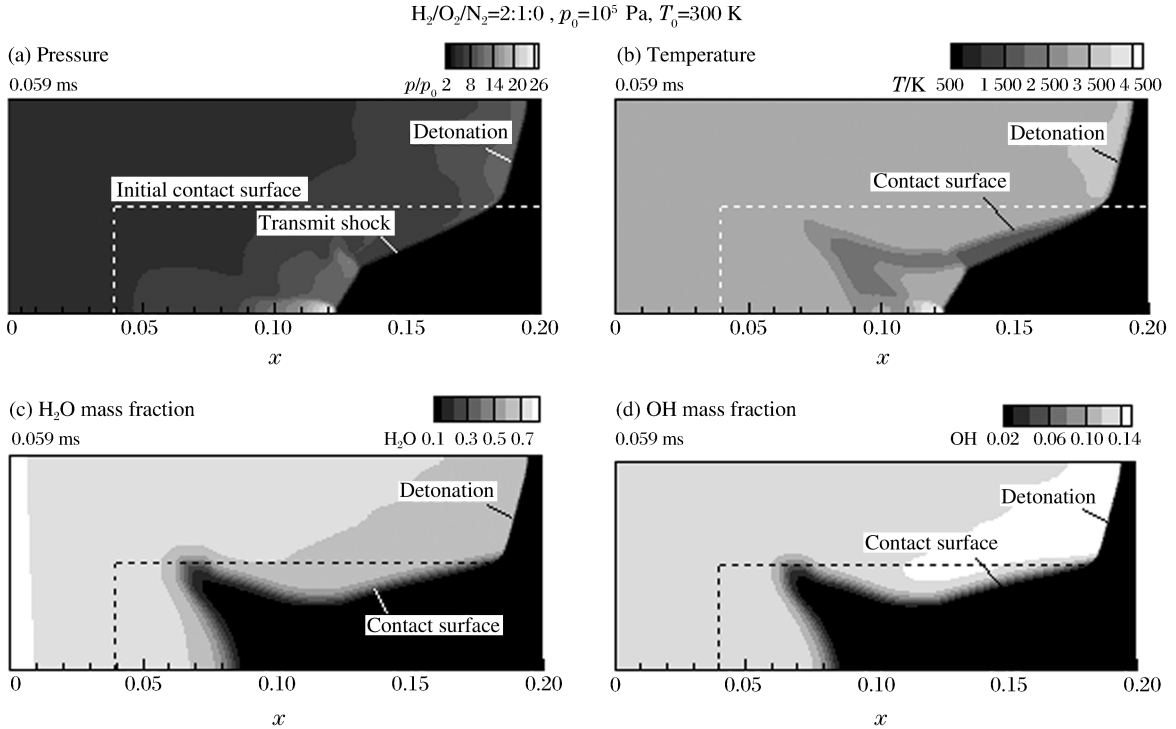 H₂/O₂/N₂=2:1:0 , p₀=10⁵ Pa, T₀=300 K
(a) Pressure
0.059 ms
p/p₀ 2 8 14 20 26
Detonation
Initial contact surface
Transmit shock
0 0.05 0.10 0.15 0.20
x
(b) Temperature
0.059 ms
T/K 500 1 500 2 500 3 500 4 500
Detonation
Contact surface
0 0.05 0.10 0.15 0.20
x
(c) H₂O mass fraction
0.059 ms
H₂O 0.1 0.3 0.5 0.7
Detonation
Contact surface
0 0.05 0.10 0.15 0.20
x
(d) OH mass fraction
0.059 ms
OH 0.02 0.06 0.10 0.14
Detonation
Contact surface
0 0.05 0.10 0.15 0.20
x